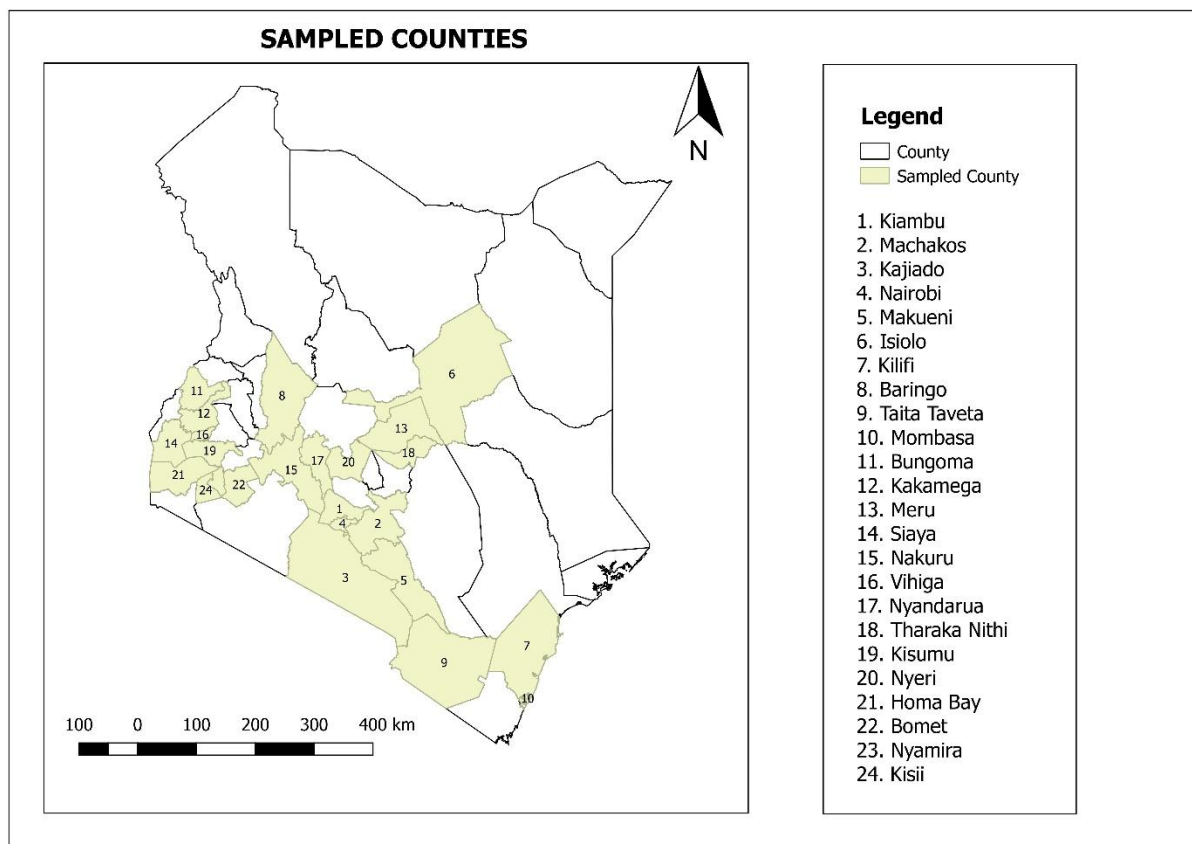 SAMPLED COUNTIES
N
6
8
11
12
13
16
14
19
18
17
20
15
21
22
24
1
4
2
3
5
7
9
10
100 0 100 200 300 400 km
Legend
County
Sampled County
1. Kiambu
2. Machakos
3. Kajiado
4. Nairobi
5. Makueni
6. Isiolo
7. Kilifi
8. Baringo
9. Taita Taveta
10. Mombasa
11. Bungoma
12. Kakamega
13. Meru
14. Siaya
15. Nakuru
16. Vihiga
17. Nyandarua
18. Tharaka Nithi
19. Kisumu
20. Nyeri
21. Homa Bay
22. Bomet
23. Nyamira
24. Kisii